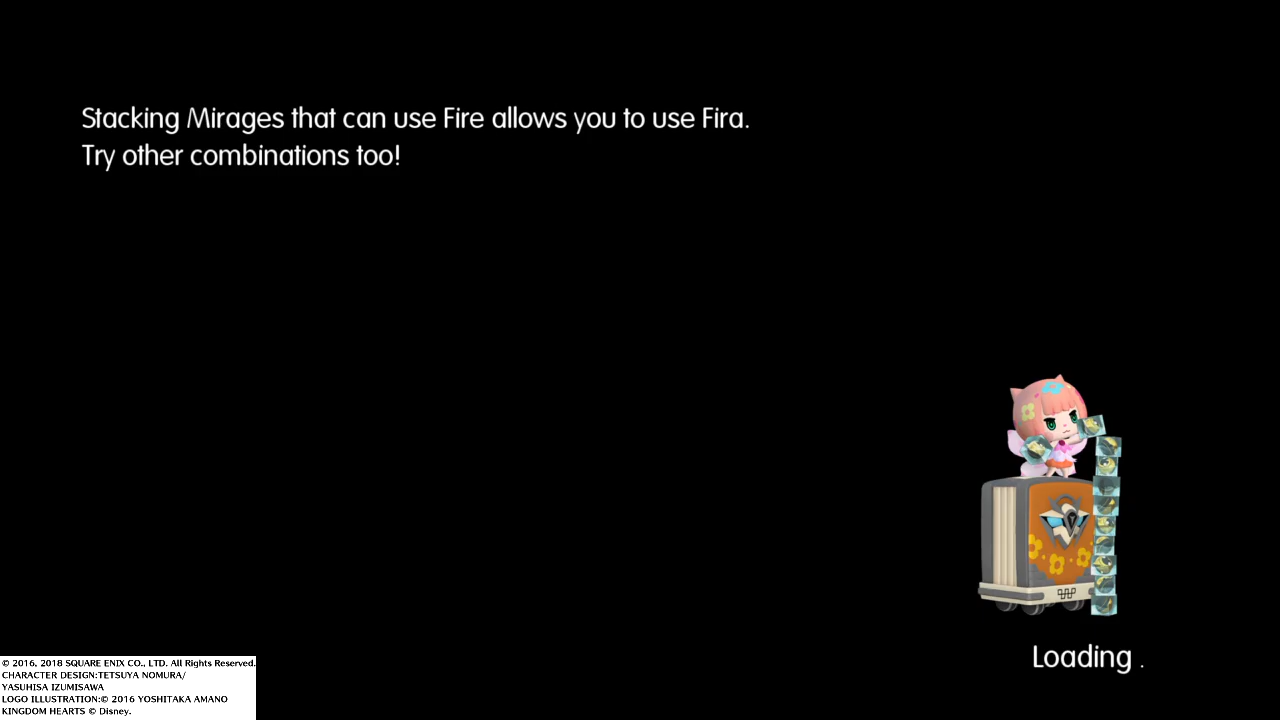 Stacking Mirages that can use Fire allows you to use Fira.
Try other combinations too!
Loading .
© 2016, 2018 SQUARE ENIX CO., LTD. All Rights Reserved.
CHARACTER DESIGN:TETSUYA NOMURA/
YASUHISA IZUMISAWA
LOGO ILLUSTRATION:© 2016 YOSHITAKA AMANO
KINGDOM HEARTS © Disney.